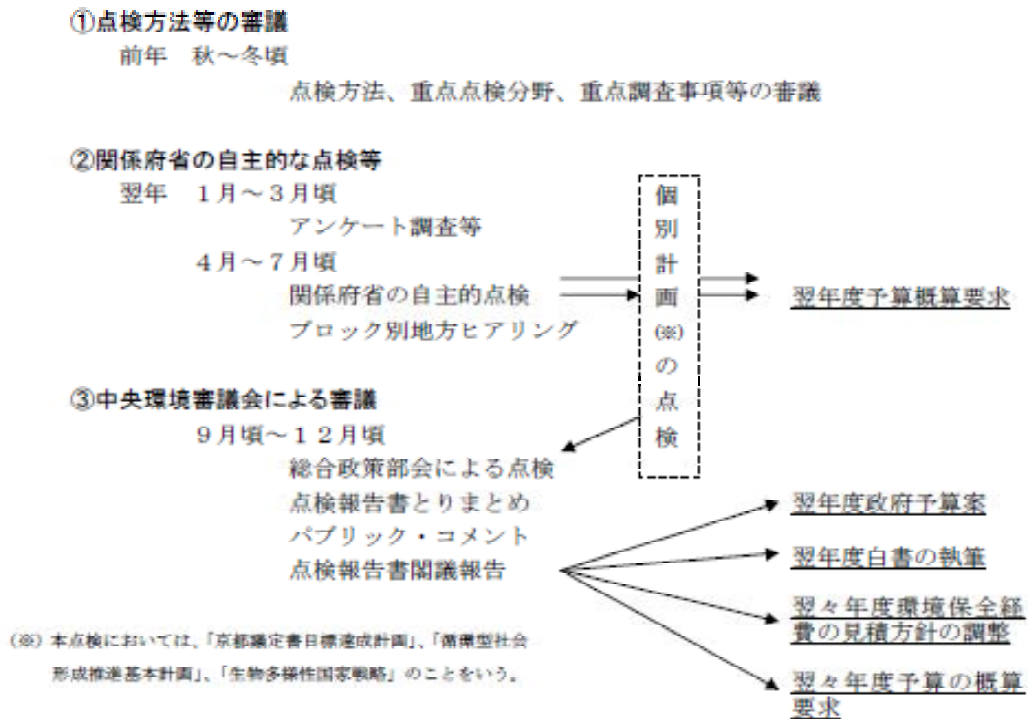 ①点検方法等の審議
前年 秋~冬頃
点検方法、重点点検分野、重点調査事項等の審議
②関係府省の自主的な点検等
翌年 1月~3月頃
アンケート調査等
4月~7月頃
関係府省の自主的点検
ブロック別地方ヒアリング
個別計画(※)の点検
翌年度予算概算要求
③中央環境審議会による審議
9月頃~12月頃
総合政策部会による点検
点検報告書とりまとめ
パブリック・コメント
点検報告書閣議報告
翌年度政府予算案
翌年度白書の執筆
翌々年度環境保全経
費の見積方針の調整
翌々年度予算の概算
要求
(※) 本点検においては、「京都議定書目標達成計画」、「循環型社会
形成推進基本計画」、「生物多様性国家戦略」のことをいう。